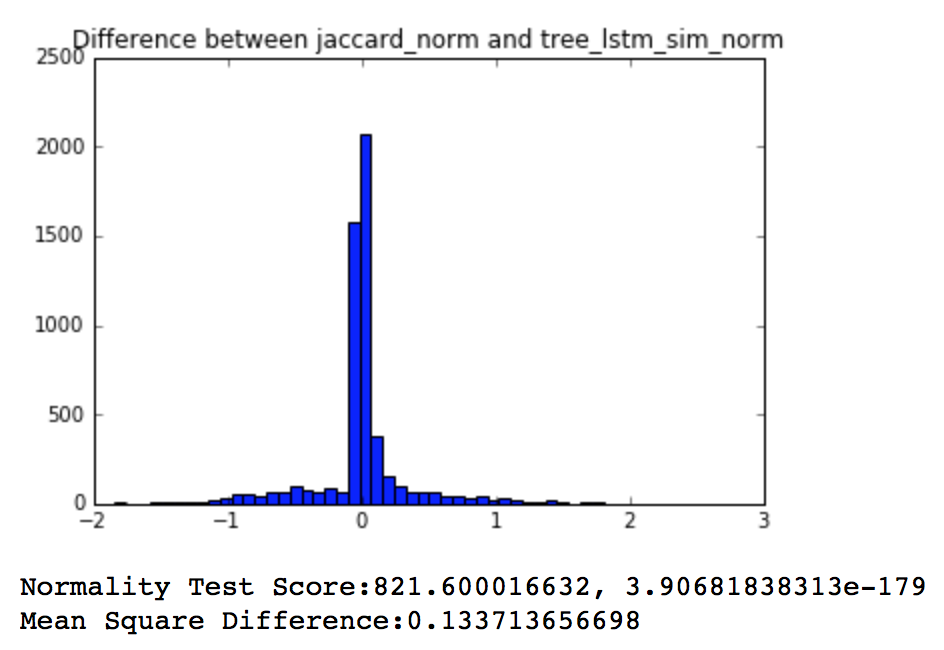 Difference between jaccard_norm and tree_lstm_sim_norm
2500
2000
1500
1000
500
0
−2 −1 0 1 2 3
Normality Test Score:821.600016632, 3.90681838313e-179
Mean Square Difference:0.133713656698